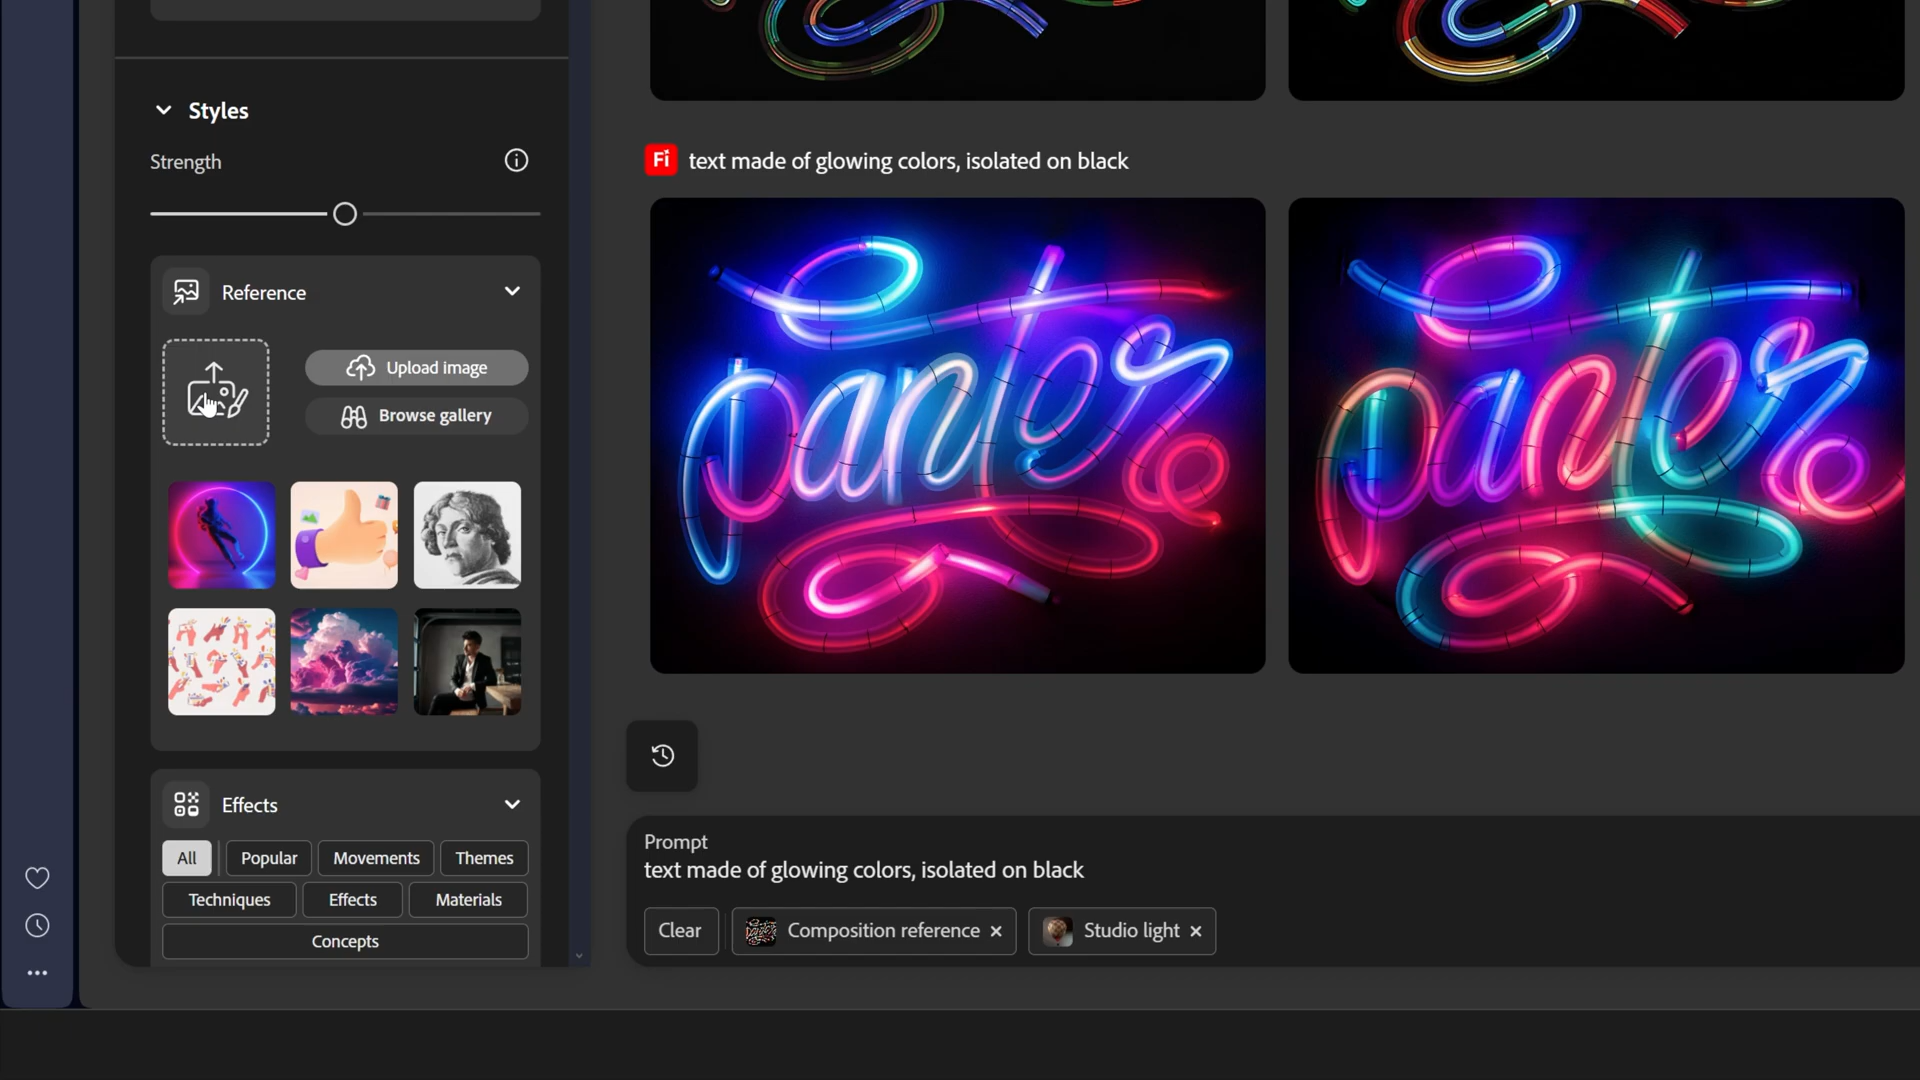 Styles
Strength
Reference
Upload image
Browse gallery
Effects
All
Popular
Movements
Themes
Techniques
Effects
Materials
Concepts
Fi text made of glowing colors, isolated on black
Prompt
text made of glowing colors, isolated on black
Clear
Composition reference
Studio light